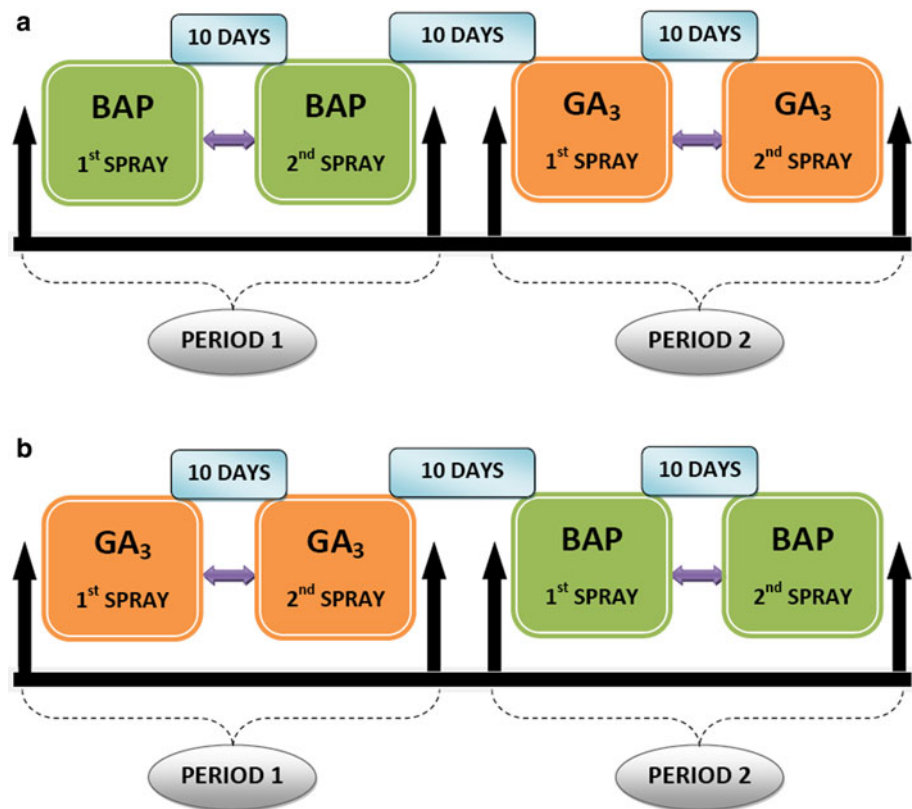 a
10 DAYS
10 DAYS
10 DAYS
BAP
1st SPRAY
BAP
2nd SPRAY
GA3
1st SPRAY
GA3
2nd SPRAY
PERIOD 1
PERIOD 2
b
10 DAYS
10 DAYS
10 DAYS
GA3
1st SPRAY
GA3
2nd SPRAY
BAP
1st SPRAY
BAP
2nd SPRAY
PERIOD 1
PERIOD 2